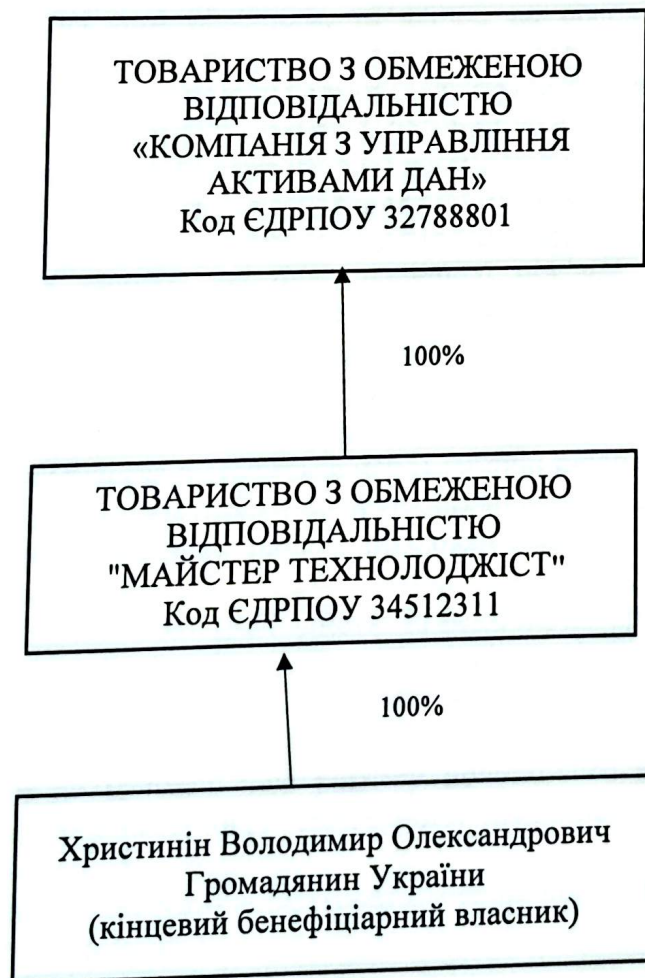 ТОВАРИСТВО З ОБМЕЖЕНОЮ
ВІДПОВІДАЛЬНІСТЮ
«КОМПАНІЯ З УПРАВЛІННЯ
АКТИВАМИ ДАН»
Код ЄДРПОУ 32788801
100%
ТОВАРИСТВО З ОБМЕЖЕНОЮ
ВІДПОВІДАЛЬНІСТЮ
"МАЙСТЕР ТЕХНОЛОДЖІСТ"
Код ЄДРПОУ 34512311
100%
Христинін Володимир Олександрович
Громадянин України
(кінцевий бенефіціарний власник)